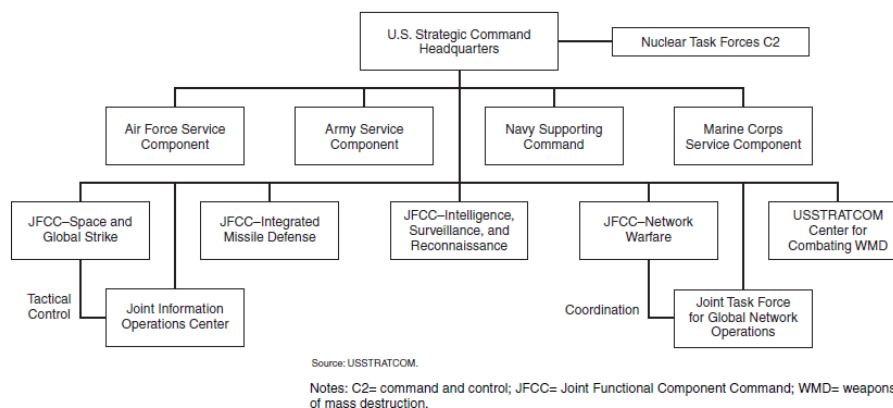 U.S. Strategic Command
Headquarters
Nuclear Task Forces C2
Air Force Service
Component
Army Service
Component
Navy Supporting
Command
Marine Corps
Service Component
JFCC–Space and
Global Strike
JFCC–Integrated
Missile Defense
JFCC–Intelligence,
Surveillance, and
Reconnaissance
JFCC–Network
Warfare
USSTRATCOM
Center for
Combating WMD
Tactical
Control
Joint Information
Operations Center
Coordination
Joint Task Force
for Global Network
Operations
Source: USSTRATCOM.
Notes: C2= command and control; JFCC= Joint Functional Component Command; WMD= weapons
of mass destruction.